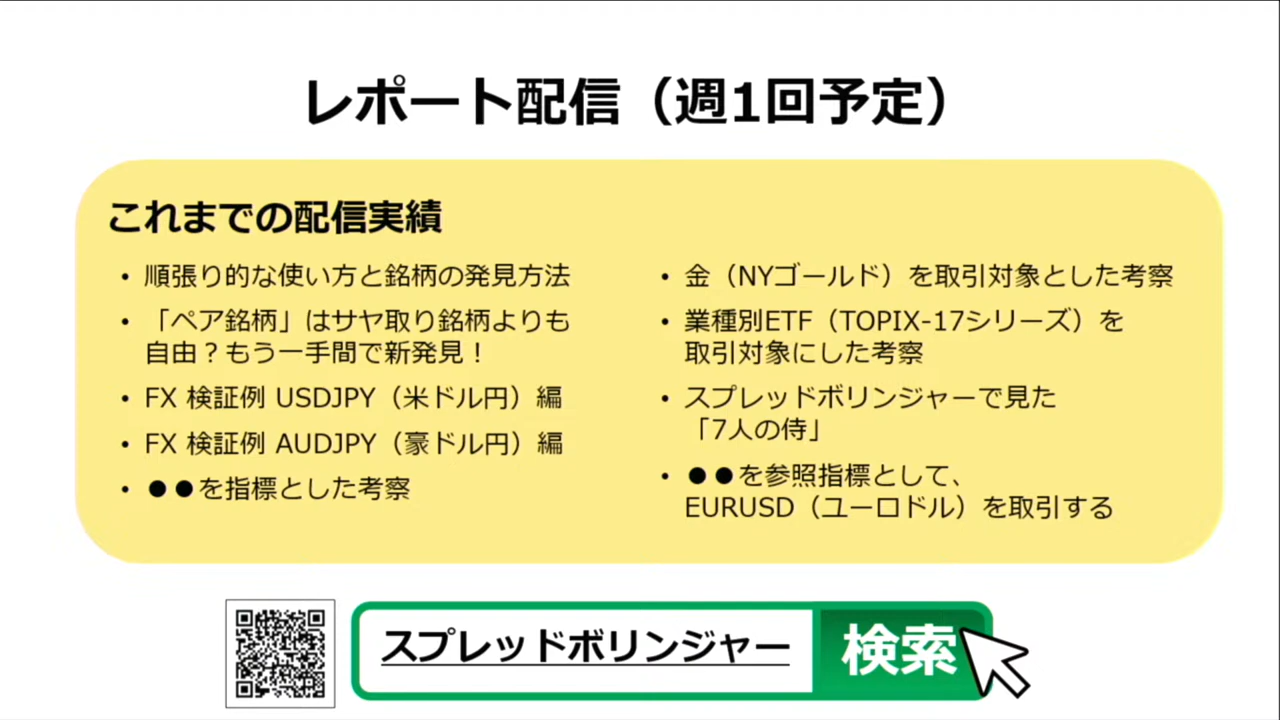 レポート配信（週1回予定）
これまでの配信実績
• 順張り的な使い方と銘柄の発見方法
• 「ペア銘柄」はサヤ取り銘柄よりも
自由？もう一手間で新発見！
• FX 検証例 USDJPY（米ドル円）編
• FX 検証例 AUDJPY（豪ドル円）編
• ●●を指標とした考察
• 金（NYゴールド）を取引対象とした考察
• 業種別ETF（TOPIX-17シリーズ）を
取引対象にした考察
• スプレッドボリンジャーで見た
「7人の侍」
• ●●を参照指標として、
EURUSD（ユーロドル）を取引する
スプレッドボリンジャー
検索